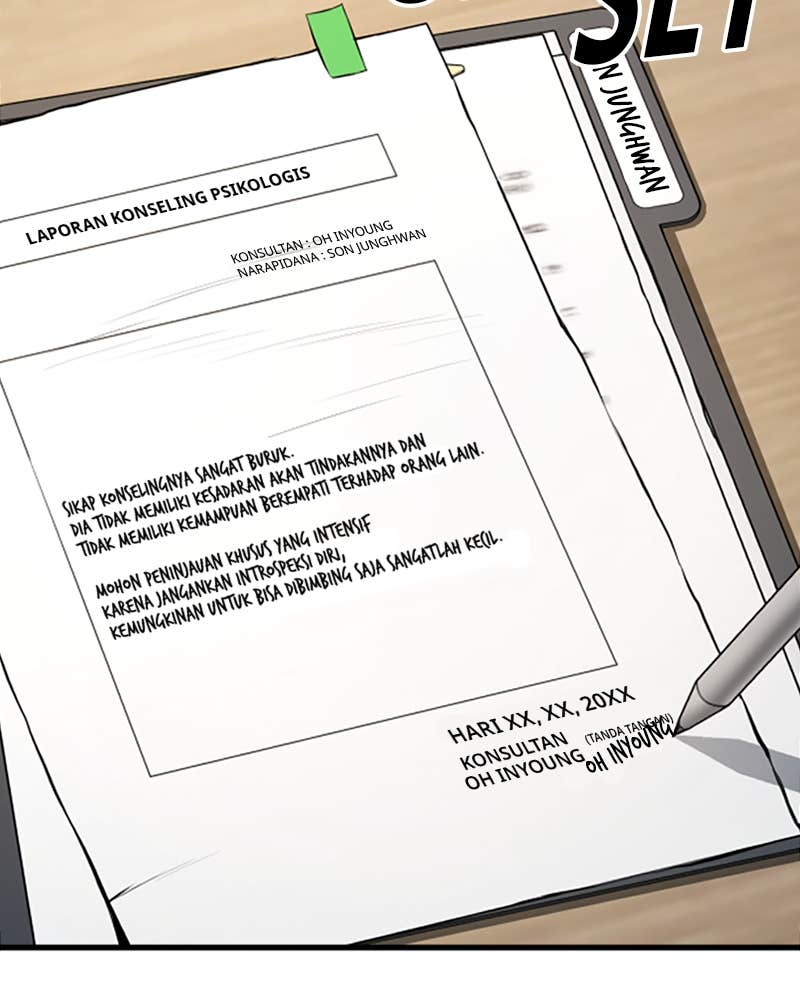 SET
N JUNGHWAN
LAPORAN KONSELING PSIKOLOGIS
KONSULTAN : OH INYOUNG
NARAPIDANA : SON JUNGHWAN
SIKAP KONSELINGNYA SANGAT BURUK.
DIA TIDAK MEMILIKI KESADARAN AKAN TINDAKANNYA DAN
TIDAK MEMILIKI KEMAMPUAN BEREMPATI TERHADAP ORANG LAIN.
MOHON PENINJAUAN KHUSUS YANG INTENSIF
KARENA JANGANKAN INTROSPEKSI DIRI,
KEMUNGKINAN UNTUK BISA DIBIMBING SAJA SANGATLAH KECIL.
HARI XX, XX, 20XX
KONSULTAN (TANDA TANGAN)
OH INYOUNG OH INYOUNG